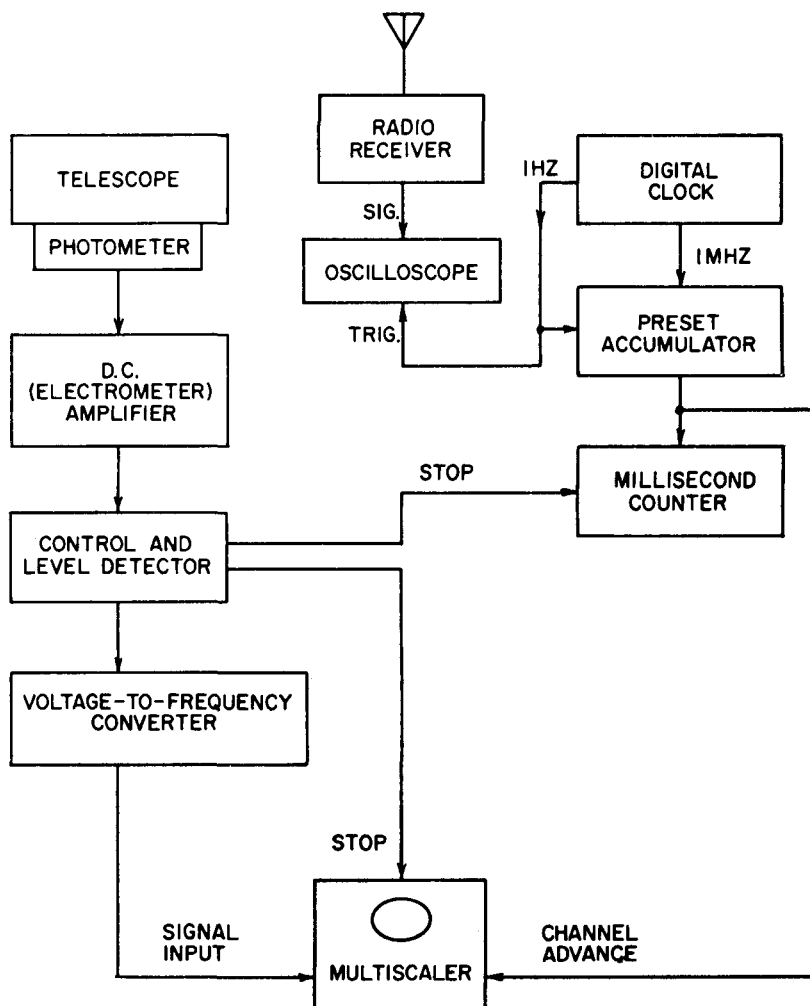 RADIO
RECEIVER
TELESCOPE
PHOTOMETER
SIG.
OSCILLOSCOPE
TRIG.
1HZ
DIGITAL
CLOCK
1MHZ
PRESET
ACCUMULATOR
D.C.
(ELECTROMETER)
AMPLIFIER
STOP
MILLISECOND
COUNTER
CONTROL AND
LEVEL DETECTOR
VOLTAGE-TO-FREQUENCY
CONVERTER
STOP
SIGNAL
INPUT
MULTISCALER
CHANNEL
ADVANCE